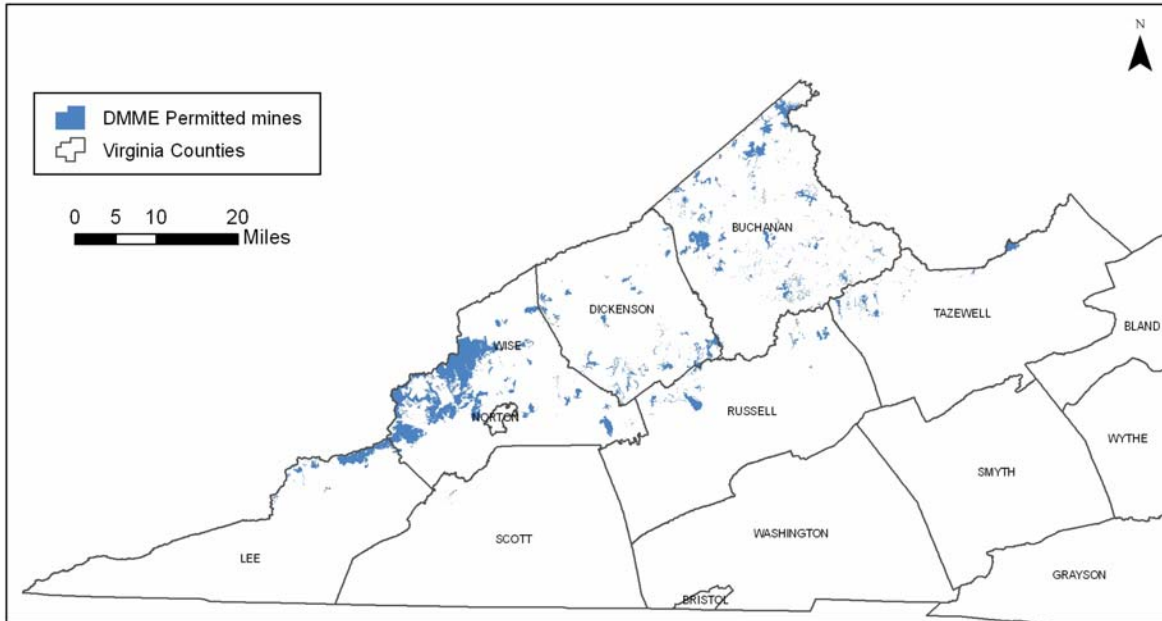 N
DMME Permitted mines
Virginia Counties
0 5 10 20
Miles
BUCHANAN
DICKENSON
TAZEWELL
BLAND
WISE
RUSSELL
NORTON
WYTHE
SMYTH
WASHINGTON
SCOTT
LEE
GRAYSON
BRISTOL